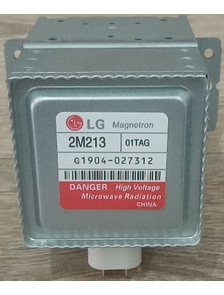 LG Magnetron
2M213 01TAG
G1904-027312
DANGER High Voltage
Microwave Radiation
CHINA